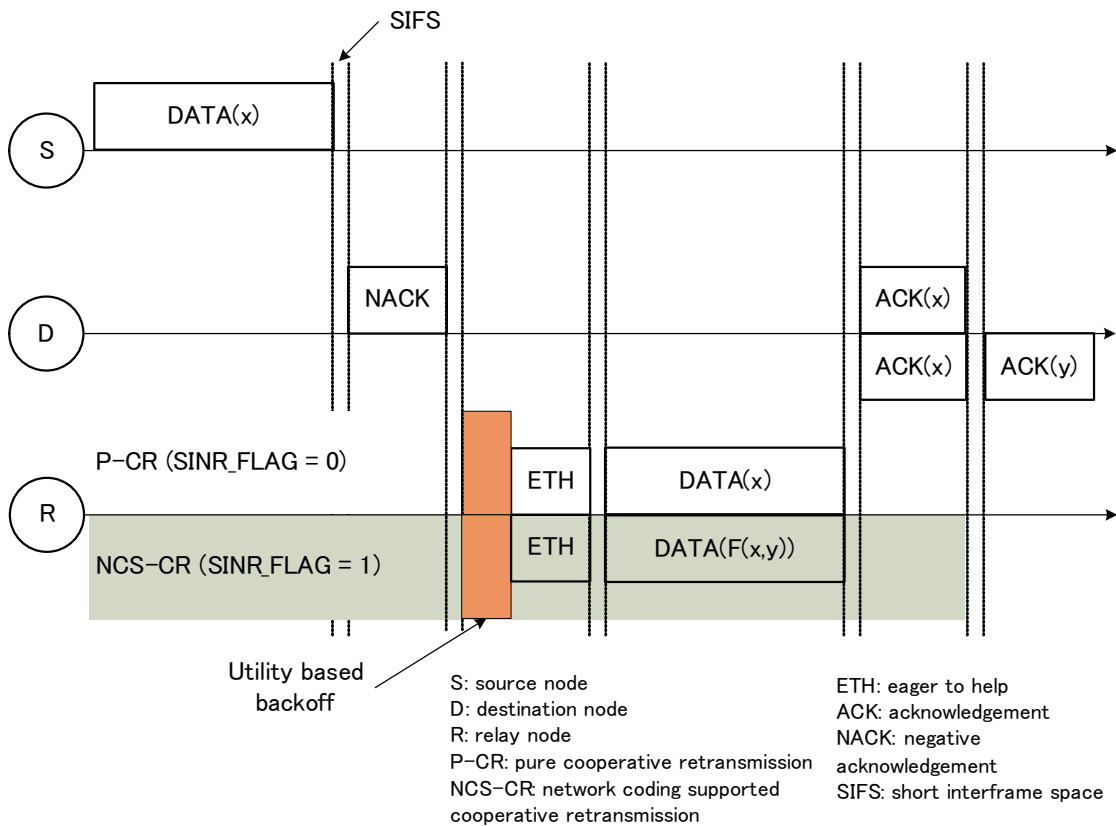 SIFS
DATA(x)
S
NACK
ACK(x)
D
ACK(x)
ACK(y)
P-CR (SINR_FLAG = 0)
ETH
DATA(x)
R
NCS-CR (SINR_FLAG = 1)
ETH
DATA(F(x,y))
Utility based
backoff
S: source node
D: destination node
R: relay node
P-CR: pure cooperative retransmission
NCS-CR: network coding supported
cooperative retransmission
ETH: eager to help
ACK: acknowledgement
NACK: negative
acknowledgement
SIFS: short interframe space